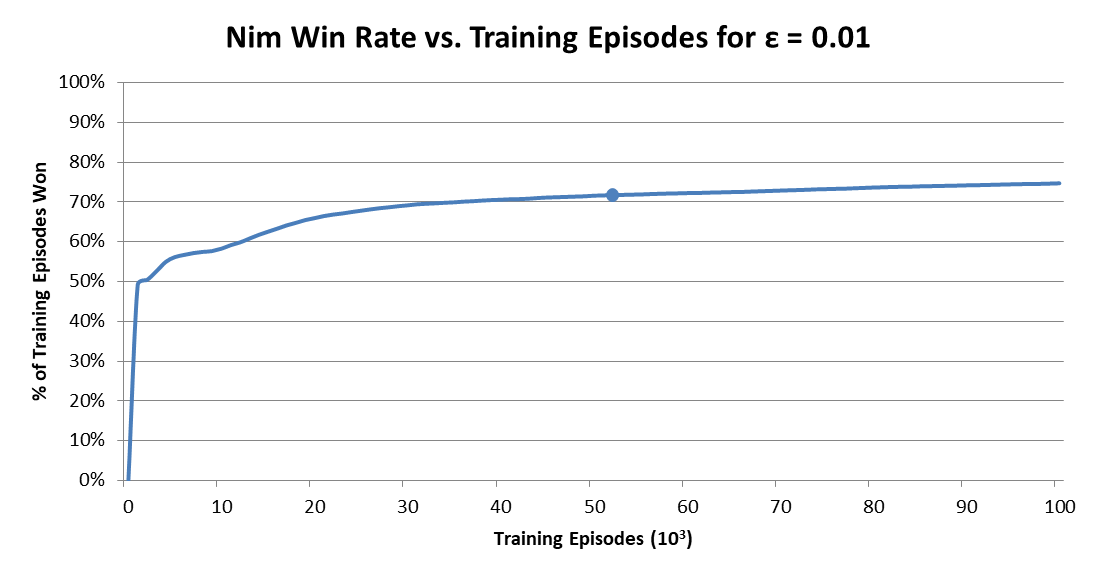 Nim Win Rate vs. Training Episodes for ε = 0.01
100%
90%
80%
70%
60%
50%
40%
30%
20%
10%
0%
% of Training Episodes Won
0 10 20 30 40 50 60 70 80 90 100
Training Episodes (10³)